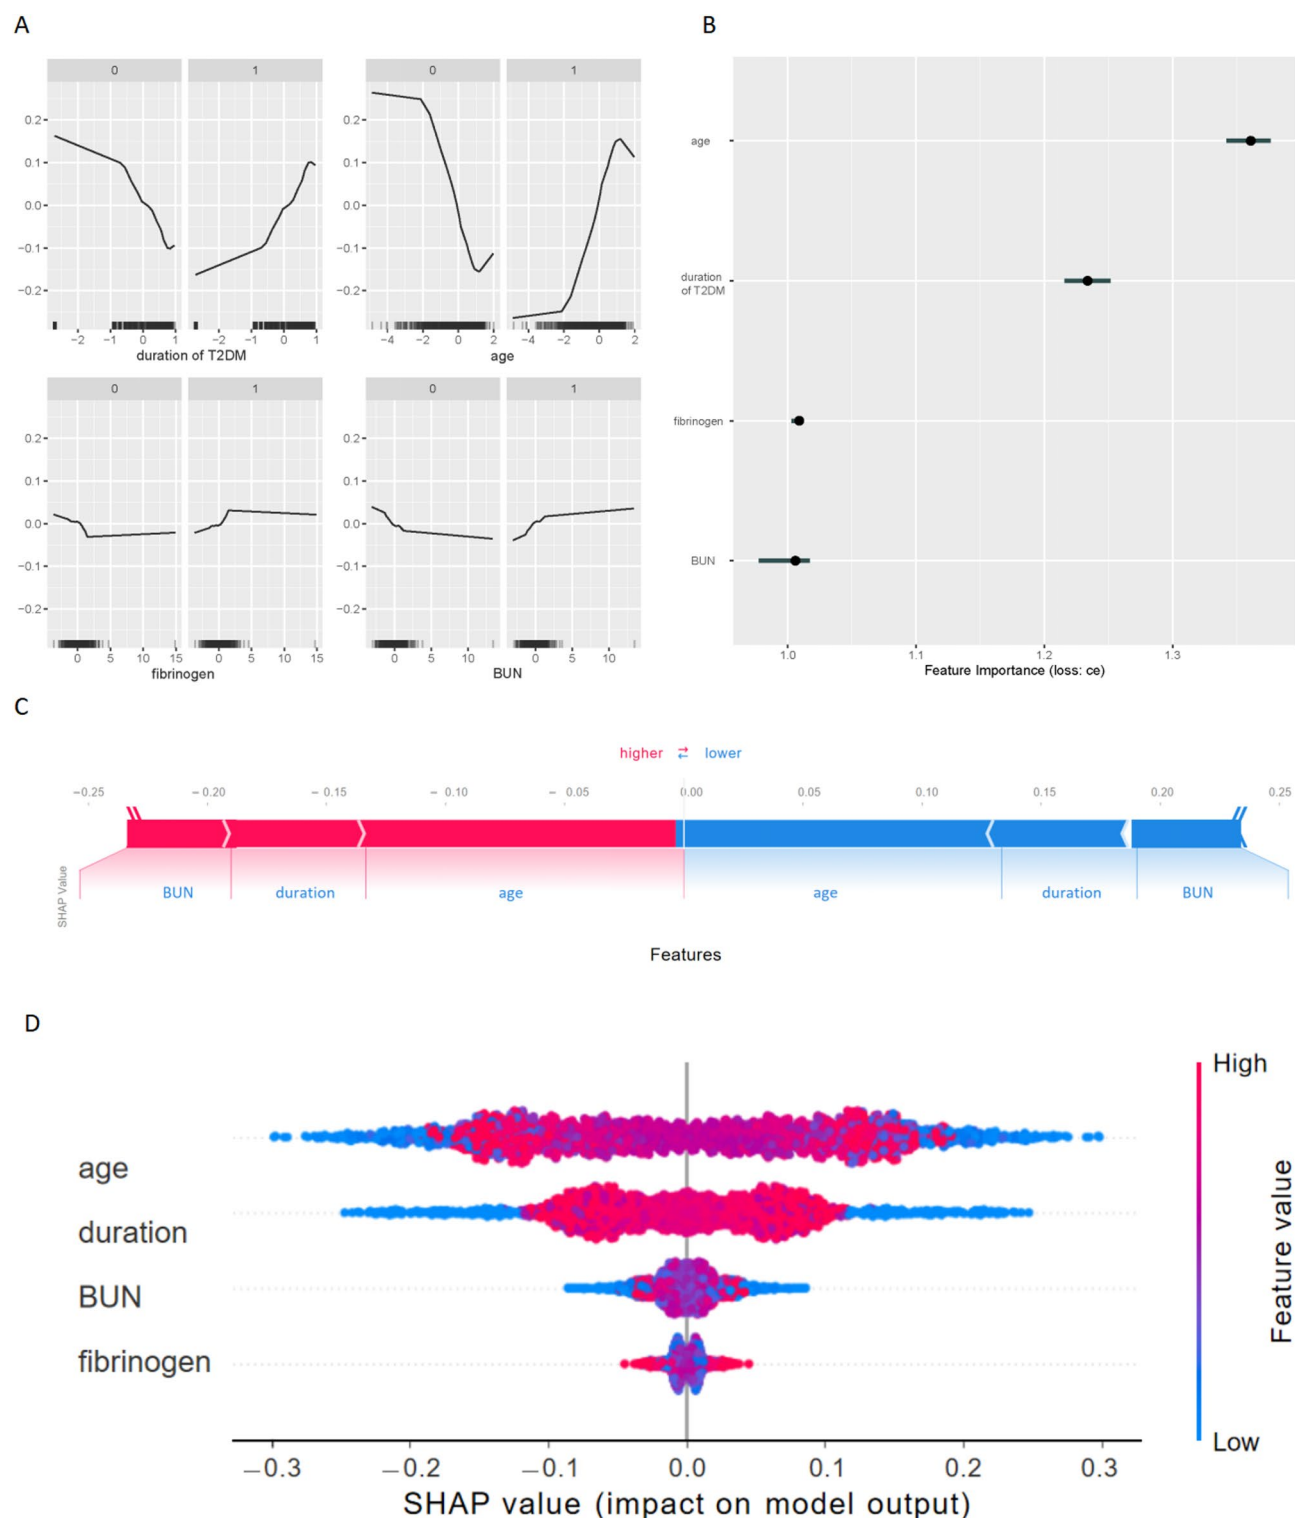 A
B
0 1
0.2
0.1
0.0
−0.1
−0.2
−2 −1 0 1 −2 −1 0 1
duration of T2DM
0 1
0.2
0.1
0.0
−0.1
−0.2
−4 −2 0 2 −4 −2 0 2
age
0 1
0.2
0.1
0.0
−0.1
−0.2
0 5 10 15 0 5 10 15
fibrinogen
0 1
0.2
0.1
0.0
−0.1
−0.2
0 5 10 0 5 10
BUN
age
duration
of T2DM
fibrinogen
BUN
1.0 1.1 1.2 1.3
Feature Importance (loss: ce)
C
higher ⇄ lower
−0.25 −0.20 − 0.15 − 0.10 − 0.05 0.00 0.05 0.10 0.15 0.20 0.25
SHAP Value
BUN duration age age duration BUN
Features
D
age
duration
BUN
fibrinogen
−0.3 −0.2 −0.1 0.0 0.1 0.2 0.3
SHAP value (impact on model output)
High
Feature value
Low